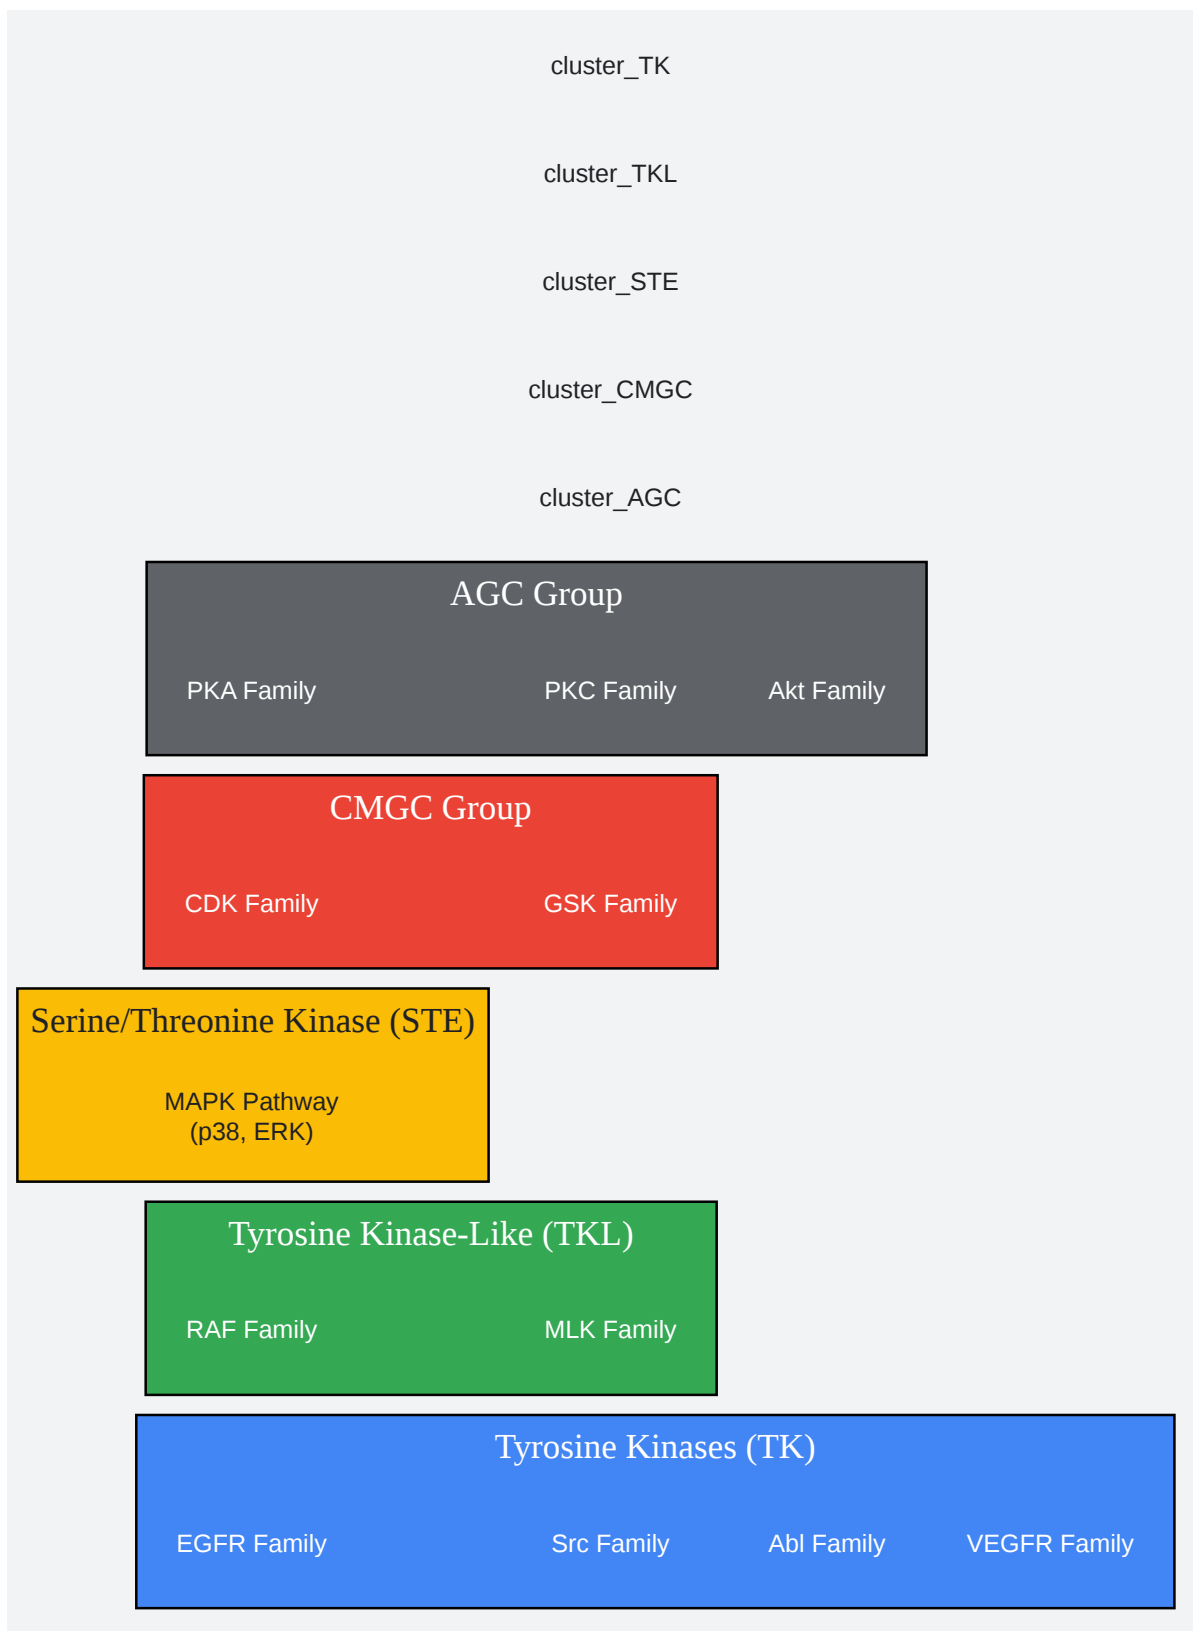 cluster_TK
cluster_TKL
cluster_STE
cluster_CMGC
cluster_AGC
AGC Group
PKA Family PKC Family Akt Family
CMGC Group
CDK Family GSK Family
Serine/Threonine Kinase (STE)
MAPK Pathway
(p38, ERK)
Tyrosine Kinase-Like (TKL)
RAF Family MLK Family
Tyrosine Kinases (TK)
EGFR Family Src Family Abl Family VEGFR Family